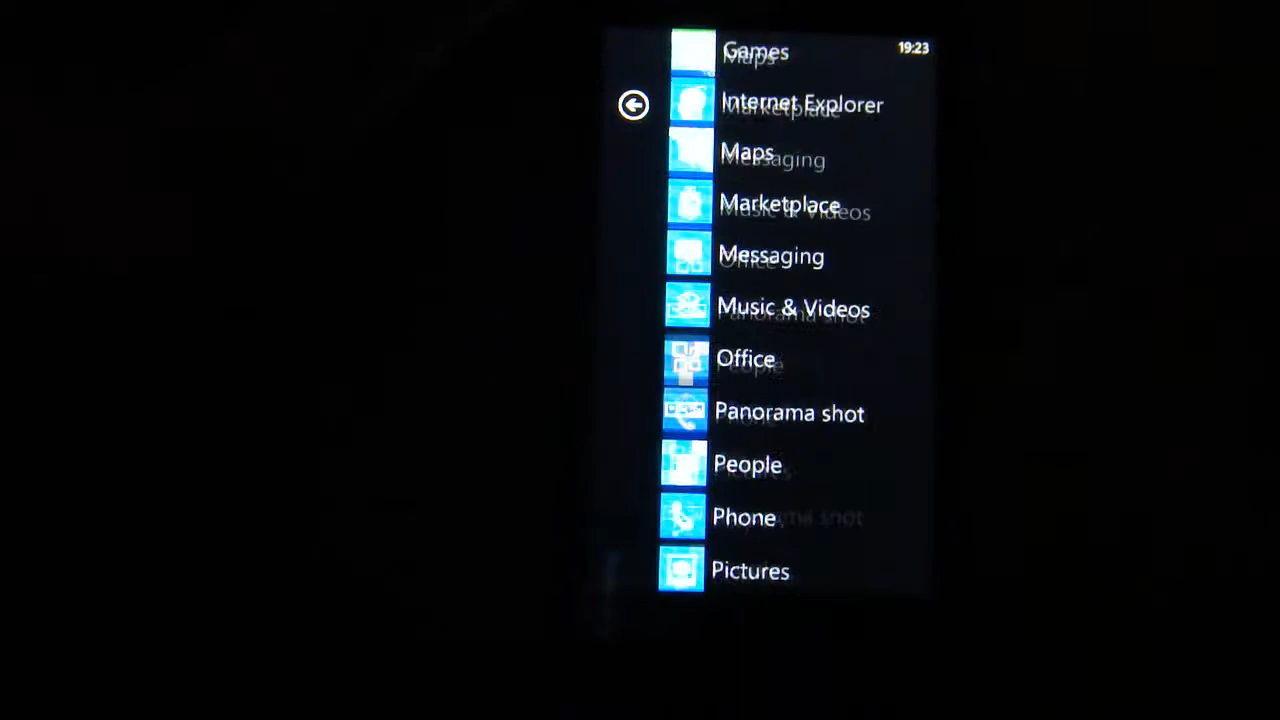 Games
19:23
Internet Explorer
Maps
Marketplace
Messaging
Music & Videos
Office
Panorama shot
People
Phone
Pictures